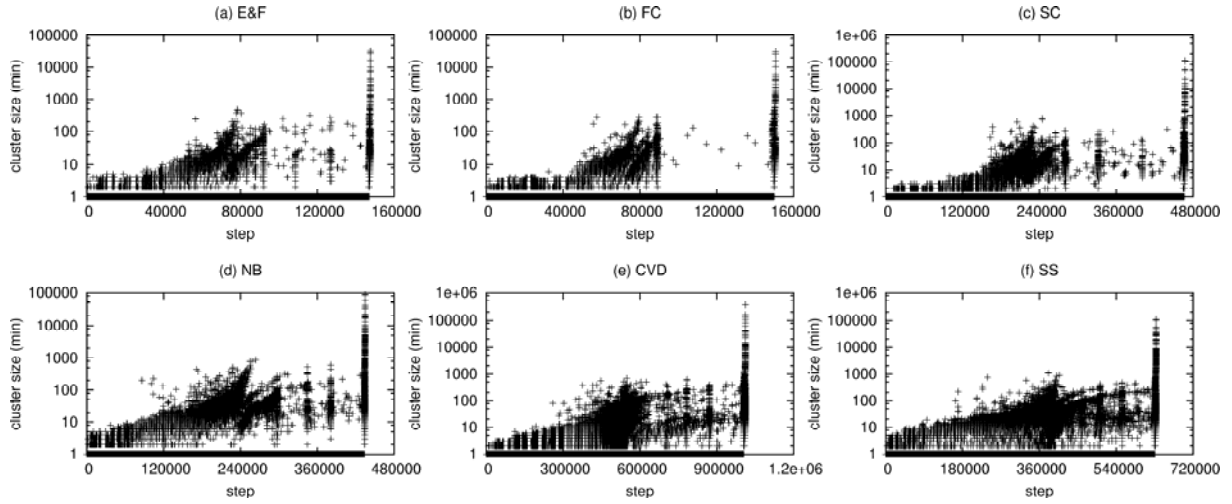 (a) E&F
100000
10000
1000
100
10
1
0 40000 80000 120000 160000
cluster size (min)
step
(b) FC
100000
10000
1000
100
10
1
0 40000 80000 120000 160000
cluster size (min)
step
(c) SC
1e+06
100000
10000
1000
100
10
1
0 120000 240000 360000 480000
cluster size (min)
step
(d) NB
100000
10000
1000
100
10
1
0 120000 240000 360000 480000
cluster size (min)
step
(e) CVD
1e+06
100000
10000
1000
100
10
1
0 300000 600000 900000 1.2e+06
cluster size (min)
step
(f) SS
1e+06
100000
10000
1000
100
10
1
0 180000 360000 540000 720000
cluster size (min)
step